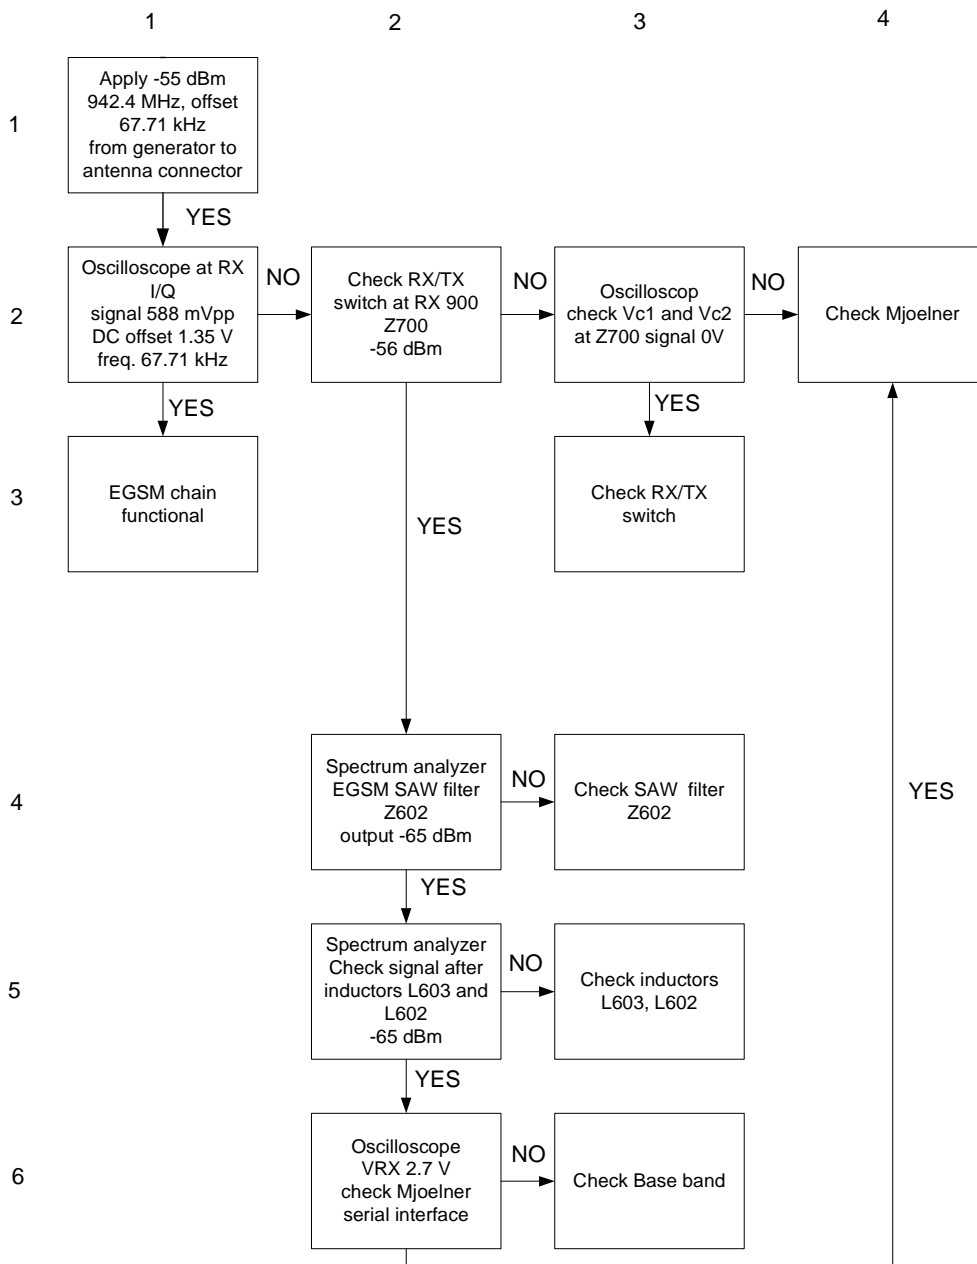 1
2
3
4
1
Apply -55 dBm
942.4 MHz, offset
67.71 kHz
from generator to
antenna connector
YES
2
Oscilloscope at RX
I/Q
signal 588 mVpp
DC offset 1.35 V
freq. 67.71 kHz
NO
Check RX/TX
switch at RX 900
Z700
-56 dBm
NO
Oscilloscop
check Vc1 and Vc2
at Z700 signal 0V
NO
Check Mjoelner
YES
YES
3
EGSM chain
functional
YES
Check RX/TX
switch
4
Spectrum analyzer
EGSM SAW filter
Z602
output -65 dBm
NO
Check SAW filter
Z602
YES
YES
5
Spectrum analyzer
Check signal after
inductors L603 and
L602
-65 dBm
NO
Check inductors
L603, L602
YES
6
Oscilloscope
VRX 2.7 V
check Mjoelner
serial interface
NO
Check Base band